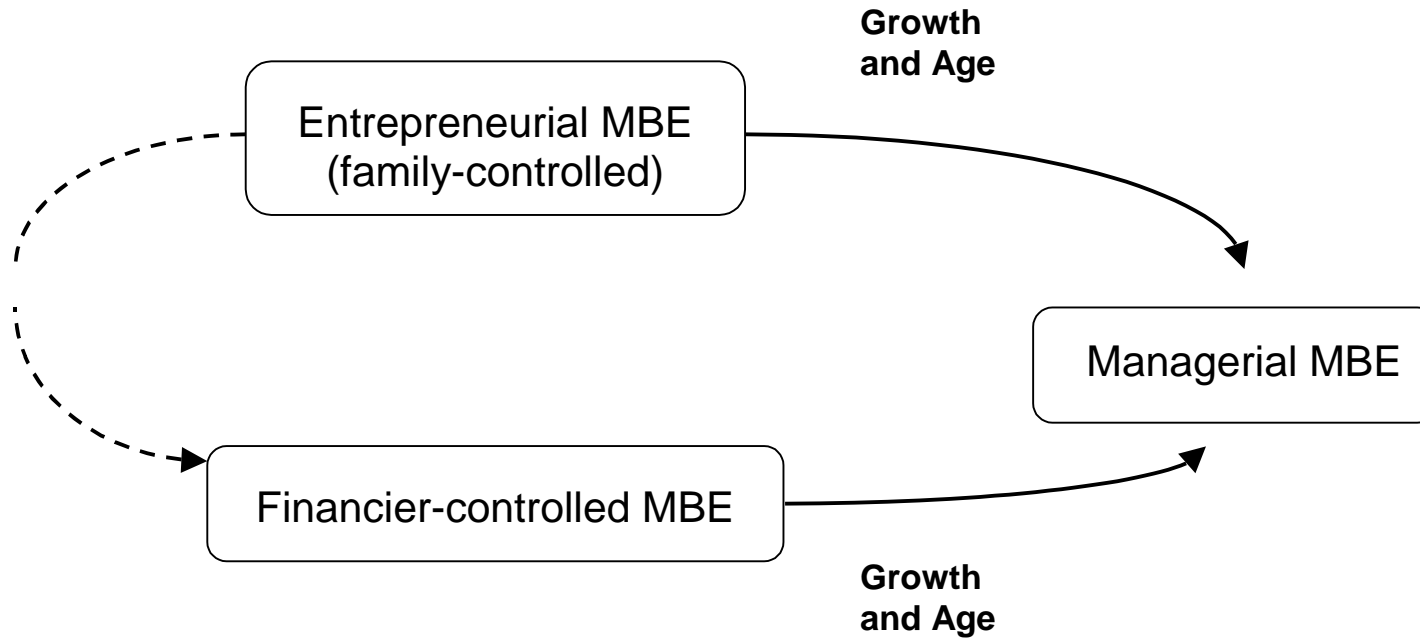 Growth
and Age
Entrepreneurial MBE
(family-controlled)
Managerial MBE
Financier-controlled MBE
Growth
and Age